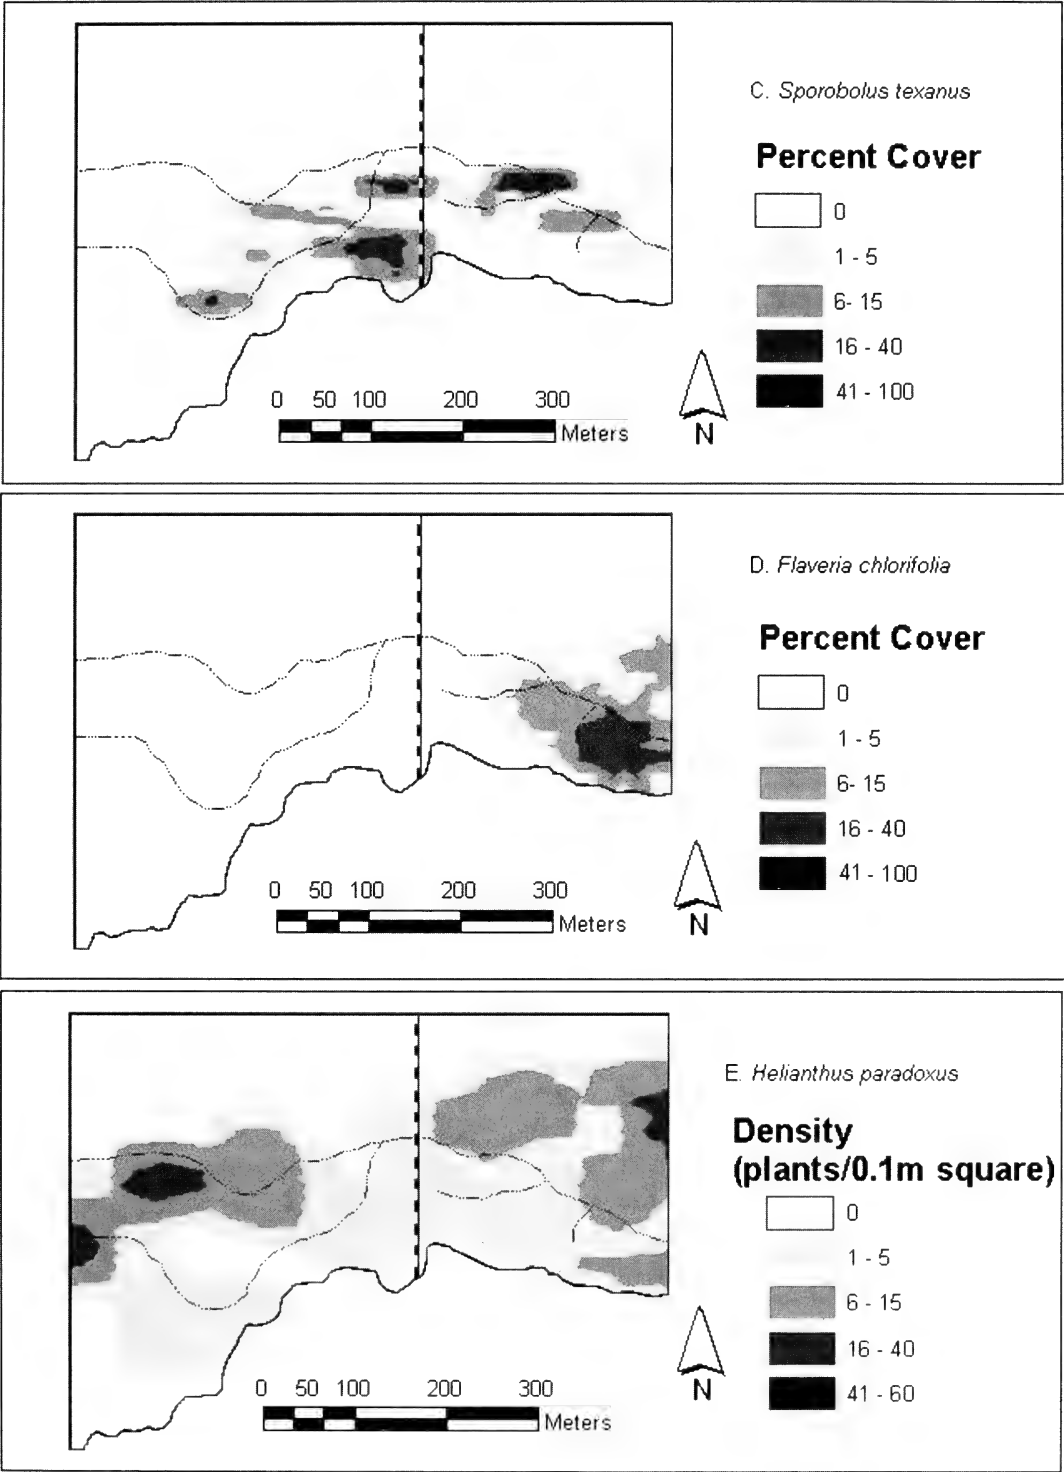 C. Sporobolus texanus
Percent Cover
0
1 - 5
6- 15
16 - 40
41 - 100
0 50 100 200 300
Meters
N
D. Flaveria chlorifolia
Percent Cover
0
1 - 5
6- 15
16 - 40
41 - 100
0 50 100 200 300
Meters
N
E. Helianthus paradoxus
Density
(plants/0.1m square)
0
1 - 5
6 - 15
16 - 40
41 - 60
0 50 100 200 300
Meters
N